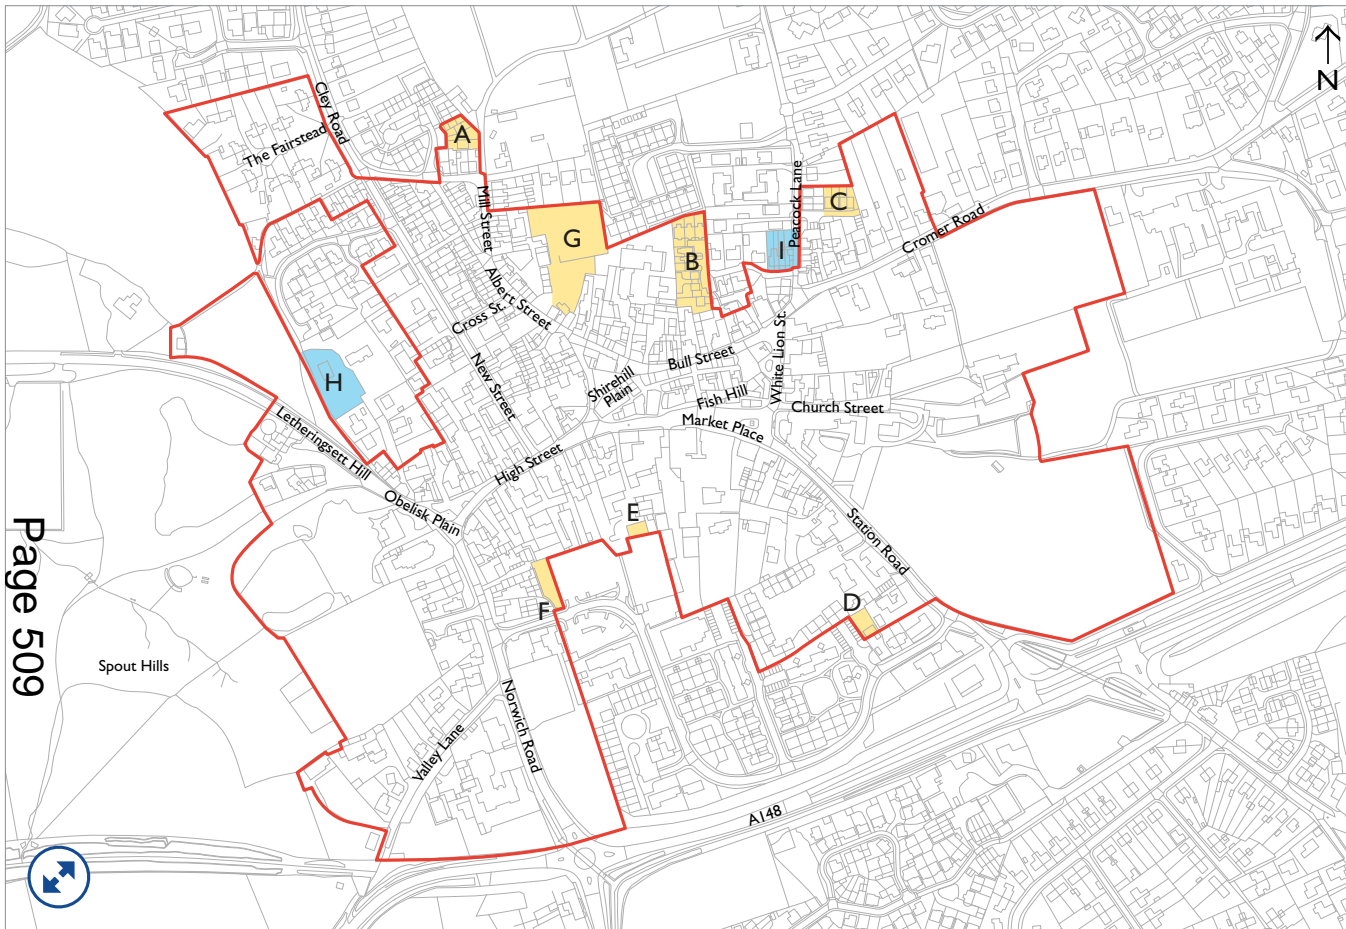 N
Cley Road
The Fairstead
A
Mill Street
Peacock Lane
C
G
B
I
Cromer Road
Albert Street
Cross St.
White Lion St.
Bull Street
H
New Street
Shirehill
Plain
Fish Hill
Church Street
Market Place
Letheringsett Hill
High Street
Obelisk Plain
E
Station Road
D
F
Page 509
Spout Hills
Norwich Road
Valley Lane
A148